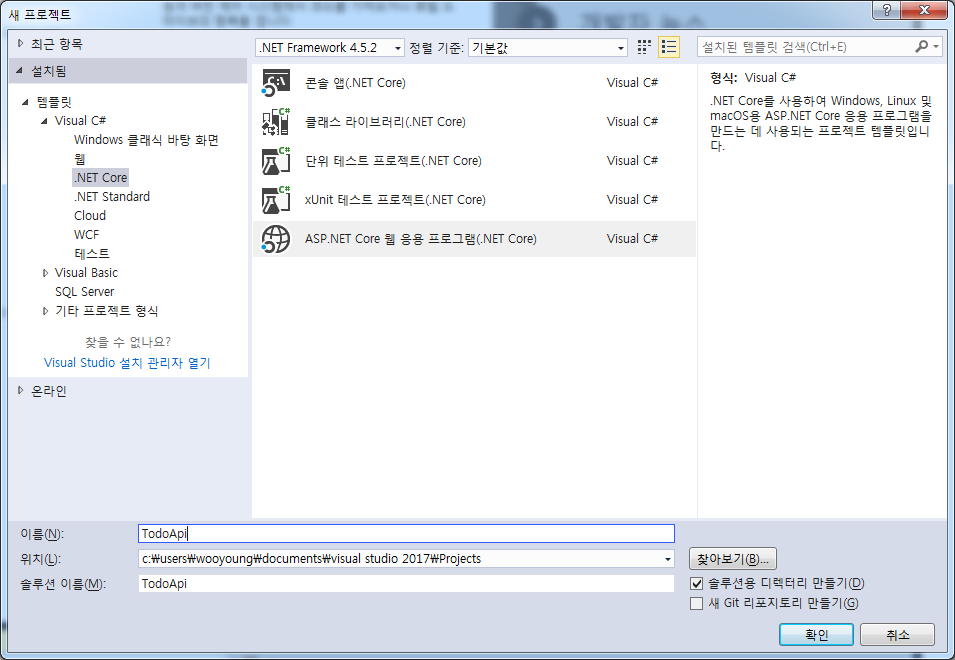 새 프로젝트
최근 항목
설치됨
템플릿
Visual C#
Windows 클래식 바탕 화면
웹
.NET Core
.NET Standard
Cloud
WCF
테스트
Visual Basic
SQL Server
기타 프로젝트 형식
찾을 수 없나요?
Visual Studio 설치 관리자 열기
온라인
.NET Framework 4.5.2
정렬 기준:
기본값
콘솔 앱(.NET Core) Visual C#
클래스 라이브러리(.NET Core) Visual C#
단위 테스트 프로젝트(.NET Core) Visual C#
xUnit 테스트 프로젝트(.NET Core) Visual C#
ASP.NET Core 웹 응용 프로그램(.NET Core) Visual C#
설치된 템플릿 검색(Ctrl+E)
형식: Visual C#
.NET Core를 사용하여 Windows, Linux 및
macOS용 ASP.NET Core 응용 프로그램을
만드는 데 사용되는 프로젝트 템플릿입니
다.
이름(N):
TodoApi
위치(L):
c:₩users₩wooyoung₩documents₩visual studio 2017₩Projects
찾아보기(B)...
솔루션 이름(M):
TodoApi
솔루션용 디렉터리 만들기(D)
새 Git 리포지토리 만들기(G)
확인
취소